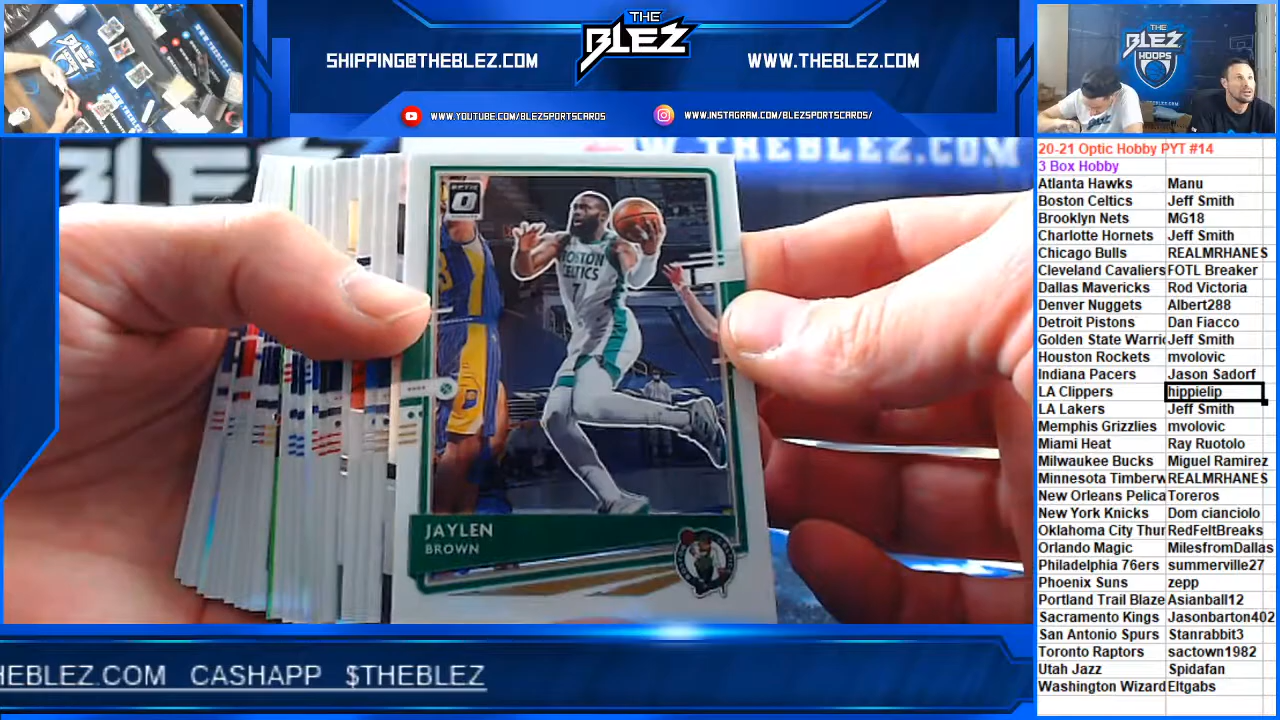 SHIPPING@THEBLEZ.COM
THE
BLEZ
WWW.THEBLEZ.COM
WWW.YOUTUBE.COM/BLEZSPORTSCARDS
WWW.INSTAGRAM.COM/BLEZSPORTSCARDS/
THE
BLEZ
HOOPS
W.THEBLEZ.COM
OPTIC
BOSTON
CELTICS
7
JAYLEN
BROWN
20-21 Optic Hobby PYT #14
3 Box Hobby
Atlanta Hawks Manu
Boston Celtics Jeff Smith
Brooklyn Nets MG18
Charlotte Hornets Jeff Smith
Chicago Bulls REALMRHANES
Cleveland Cavaliers FOTL Breaker
Dallas Mavericks Rod Victoria
Denver Nuggets Albert288
Detroit Pistons Dan Fiacco
Golden State Warri Jeff Smith
Houston Rockets mvolovic
Indiana Pacers Jason Sadorf
LA Clippers hippielip
LA Lakers Jeff Smith
Memphis Grizzlies mvolovic
Miami Heat Ray Ruotolo
Milwaukee Bucks Miguel Ramirez
Minnesota Timberw REALMRHANES
New Orleans Pelica Toreros
New York Knicks Dom cianciolo
Oklahoma City Thur RedFeltBreaks
Orlando Magic MilesfromDallas
Philadelphia 76ers summerville27
Phoenix Suns zepp
Portland Trail Blaze Asianball12
Sacramento Kings Jasonbarton402
San Antonio Spurs Stanrabbit3
Toronto Raptors sactown1982
Utah Jazz Spidafan
Washington Wizard Eltgabs
HEBLEZ.COM CASHAPP $THEBLEZ